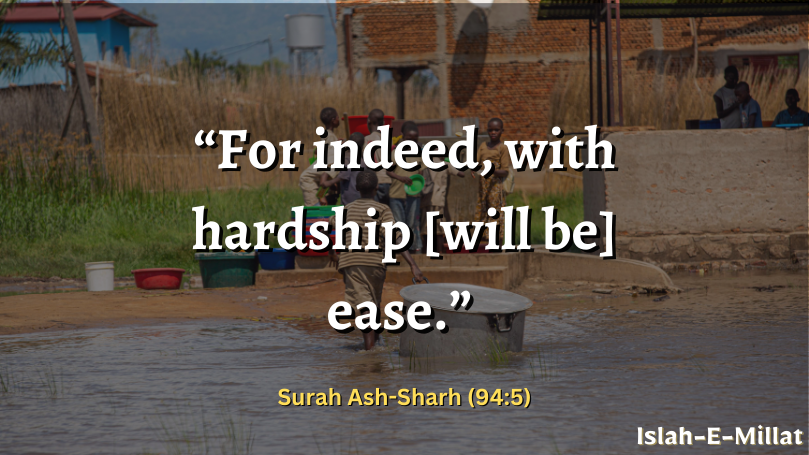 “For indeed, with
hardship [will be]
ease.”
Surah Ash-Sharh (94:5)
Islah-E-Millat